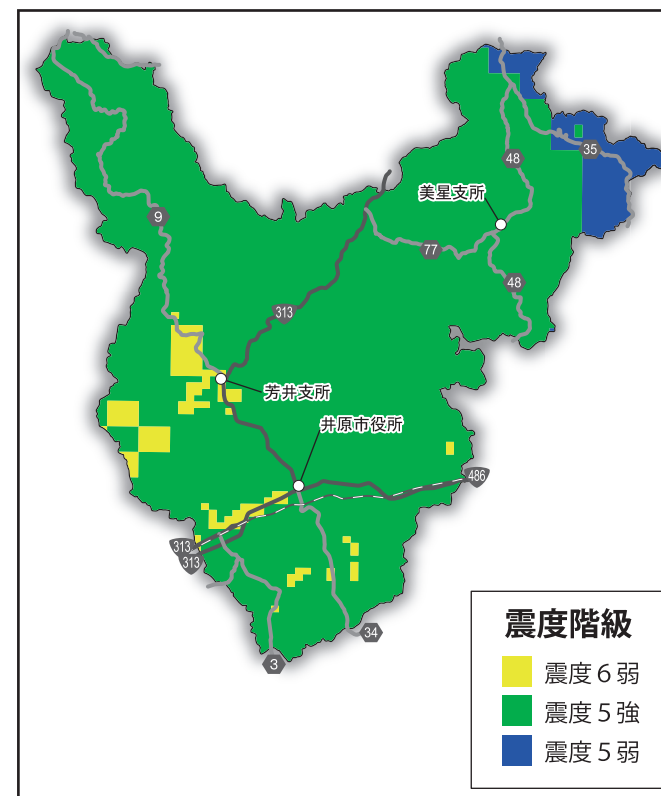 35
48
美星支所
9
77
48
313
芳井支所
井原市役所
486
313
313
34
3
震度階級
震度６弱
震度５強
震度５弱